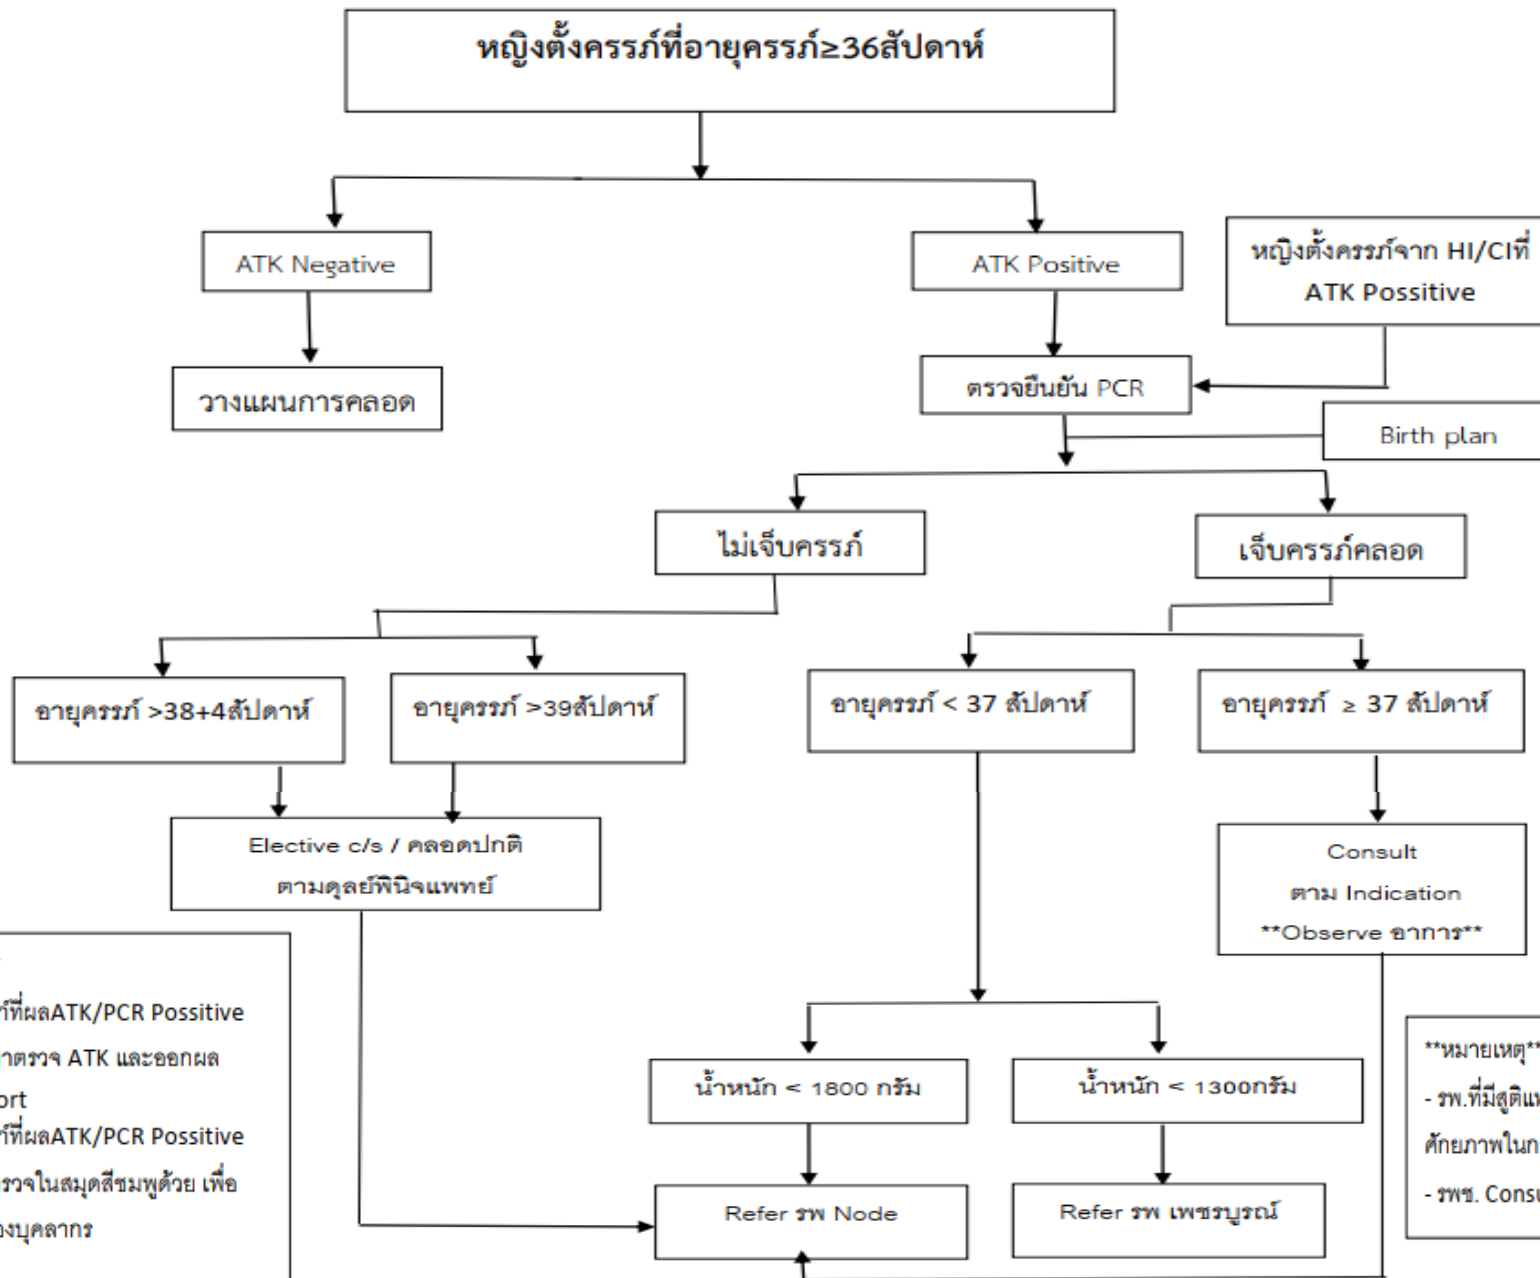 หญิงตั้งครรภ์ที่อายุครรภ์≥36สัปดาห์
ATK Negative
ATK Positive
หญิงตั้งครรภ์จาก HI/CIที่
ATK Possitive
วางแผนการคลอด
ตรวจยืนยัน PCR
Birth plan
ไม่เจ็บครรภ์
เจ็บครรภ์คลอด
อายุครรภ์ >38+4สัปดาห์
อายุครรภ์ >39สัปดาห์
อายุครรภ์ < 37 สัปดาห์
อายุครรภ์ ≥ 37 สัปดาห์
Elective c/s / คลอดปกติ
ตามดุลย์พินิจแพทย์
Consult
ตาม Indication
**Observe อาการ**
น้ำหนัก < 1800 กรัม
น้ำหนัก < 1300กรัม
Refer รพ Node
Refer รพ เพชรบูรณ์
ที่ผลATK/PCR Possitive
ตรวจ ATK และออกผล
ort
ที่ผลATK/PCR Possitive
ตรวจในสมุดสีชมพูด้วย เพื่อ
องบุคลากร
**หมายเหตุ**
- รพ.ที่มีสูติแพ
ศักยภาพในก
- รพช. Consu